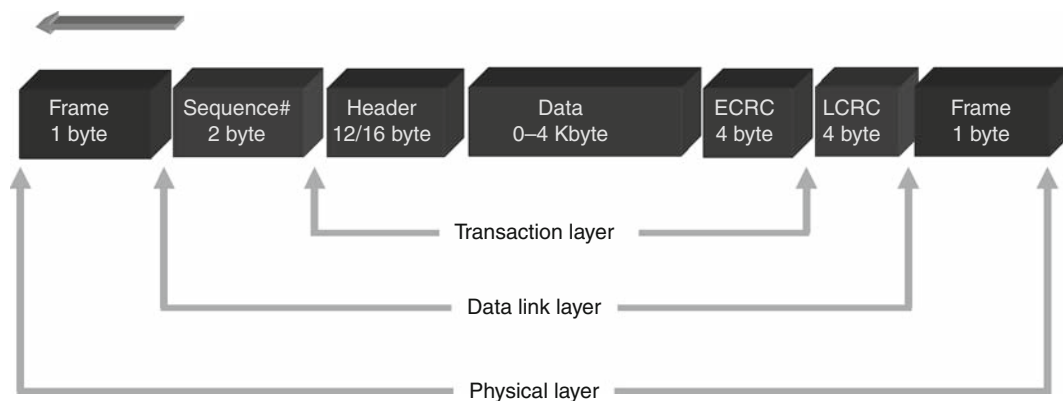 Frame
1 byte
Sequence#
2 byte
Header
12/16 byte
Data
0–4 Kbyte
ECRC
4 byte
LCRC
4 byte
Frame
1 byte
Transaction layer
Data link layer
Physical layer